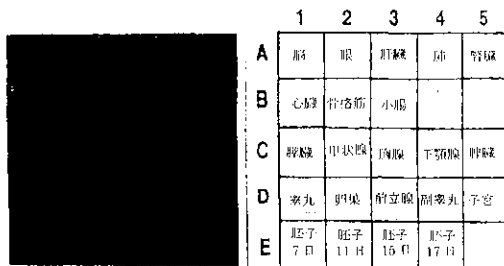 1 2 3 4 5
A 脳 眼 肝臓 肺 腎臓
B 心臓 骨格筋 小腸
C 膵臓 甲状腺 胸腺 下顎腺 脾臓
D 睾丸 卵巣 前立腺 副睾丸 子宮
E 胚子 胚子 胚子 胚子
7日 11日 15日 17日